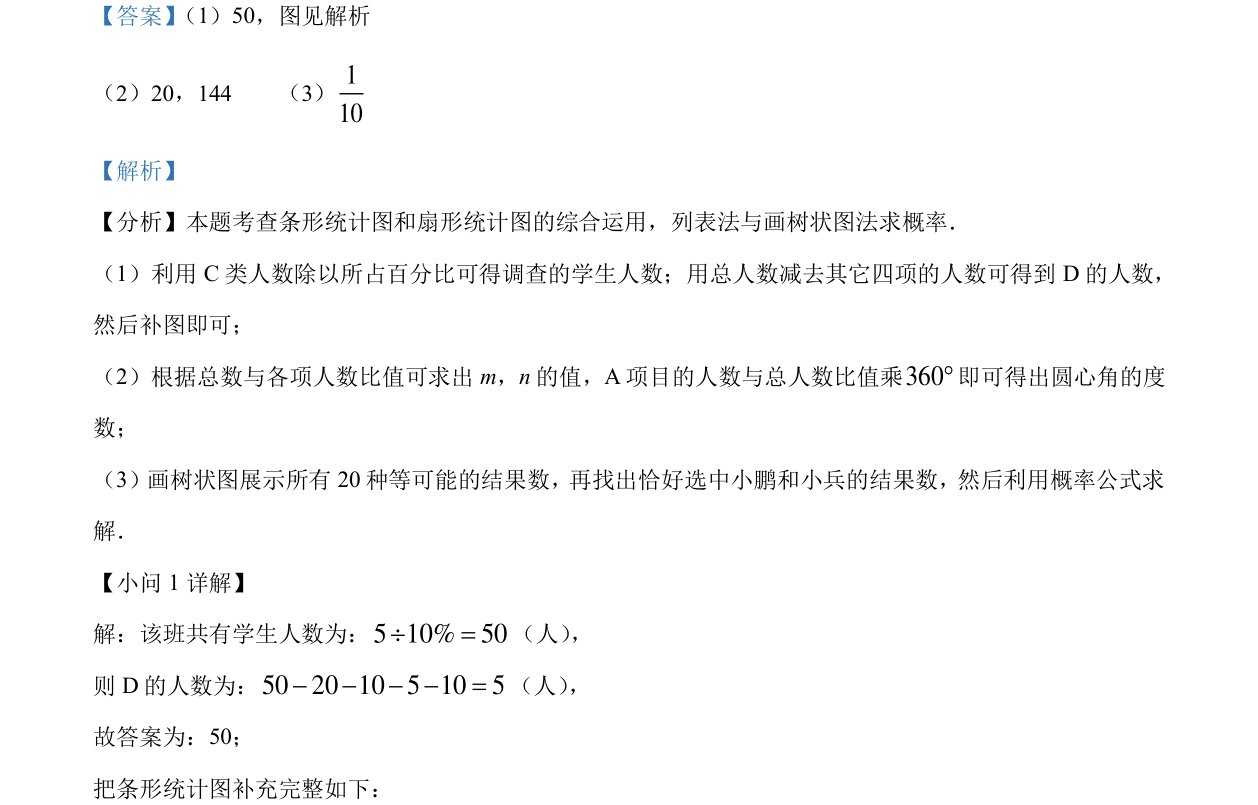 【答案】（1）50，图见解析
（2）20，144 （3）1/10
【解析】
【分析】本题考查条形统计图和扇形统计图的综合运用，列表法与画树状图法求概率．
（1）利用 C 类人数除以所占百分比可得调查的学生人数；用总人数减去其它四项的人数可得到 D 的人数，
然后补图即可；
（2）根据总数与各项人数比值可求出 m，n 的值，A 项目的人数与总人数比值乘360°即可得出圆心角的度
数；
（3）画树状图展示所有 20 种等可能的结果数，再找出恰好选中小鹏和小兵的结果数，然后利用概率公式求
解．
【小问 1 详解】
解：该班共有学生人数为：5÷10%=50（人），
则 D 的人数为：50−20−10−5−10=5（人），
故答案为：50；
把条形统计图补充完整如下：